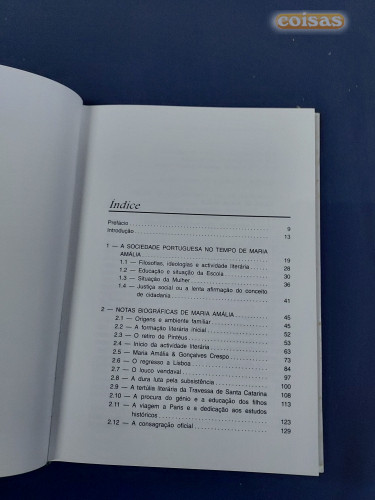 coisas
Índice
Prefácio 9
Introdução 13
1 — A SOCIEDADE PORTUGUESA NO TEMPO DE MARIA
AMÁLIA 19
1.1 — Filosofias, ideologias e actividade literária 28
1.2 — Educação e situação da Escola 30
1.3 — Situação da Mulher 36
1.4 — Justiça social ou a lenta afirmação do conceito
de cidadania 41
2 — NOTAS BIOGRÁFICAS DE MARIA AMÁLIA 45
2.1 — Origens e ambiente familiar 45
2.2 — A formação literária inicial 52
2.3 — O retiro de Pintéus 53
2.4 — Início da actividade literária 63
2.5 — Maria Amália & Gonçalves Crespo 73
2.6 — O regresso a Lisboa 84
2.7 — O louco vendaval 97
2.8 — A dura luta pela subsistência 100
2.9 — A tertúlia literária da Travessa de Santa Catarina 108
2.10 — A procura do génio e a educação dos filhos 113
2.11 — A viagem a Paris e a dedicação aos estudos
históricos 123
2.12 — A consagração oficial 129